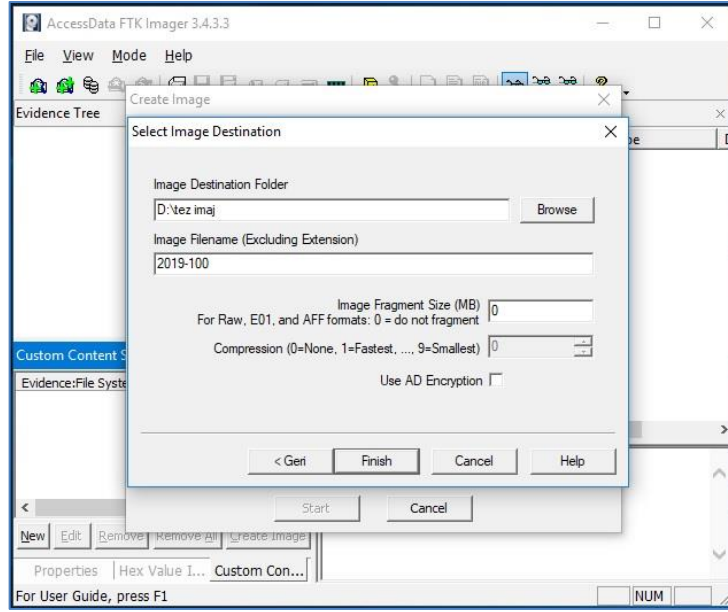 AccessData FTK Imager 3.4.3.3
File View Mode Help
Create Image
Evidence Tree
Select Image Destination
Image Destination Folder
D:\tez imaj
Browse
Image Filename (Excluding Extension)
2019-100
Image Fragment Size (MB)
For Raw, E01, and AFF formats: 0 = do not fragment
0
Compression (0=None, 1=Fastest, ..., 9=Smallest)
0
Use AD Encryption
Custom Content S
Evidence:File Syste
< Geri
Finish
Cancel
Help
Start
Cancel
New
Edit
Remove
Remove All
Create Image
Properties
Hex Value I...
Custom Con...
For User Guide, press F1
NUM